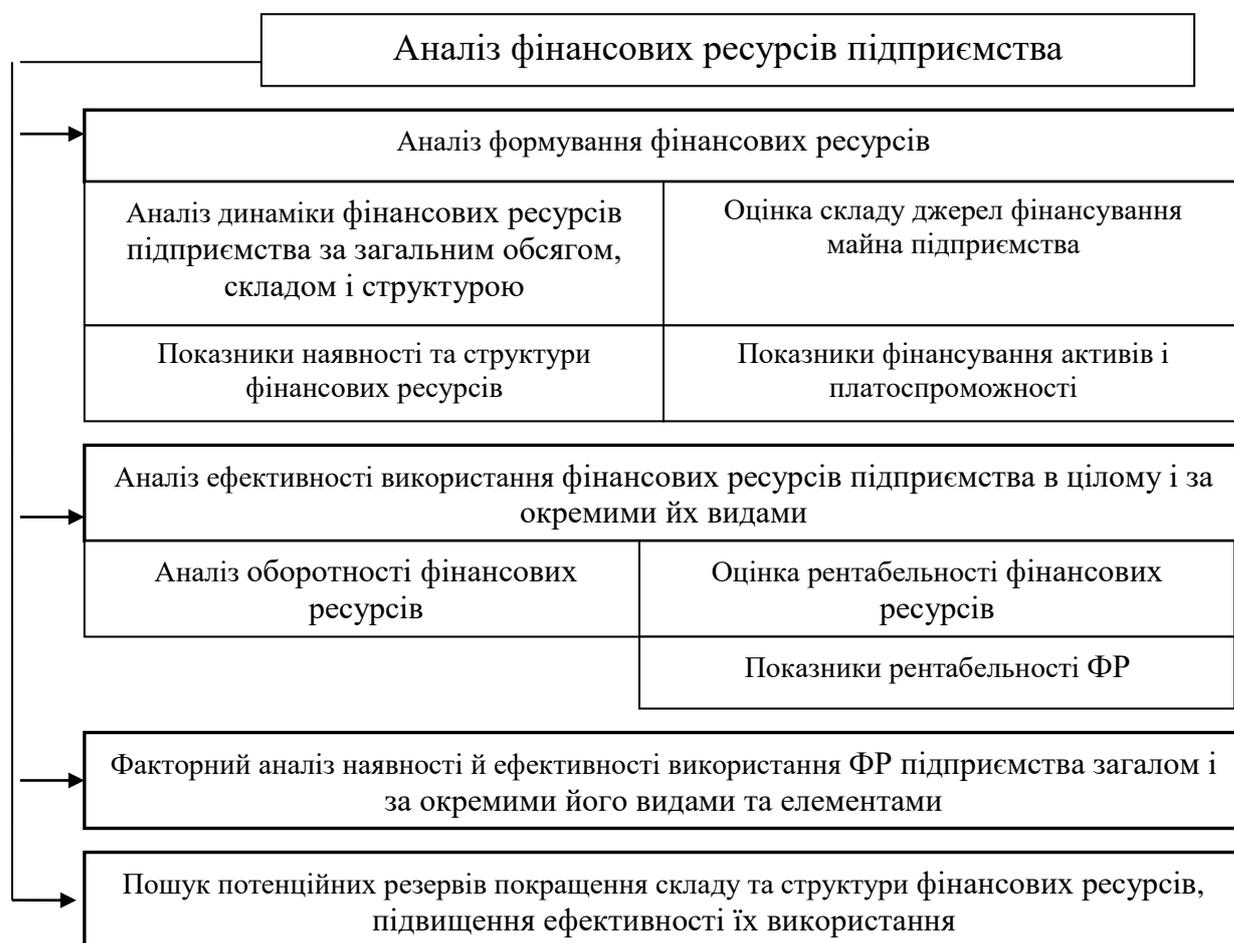 Аналіз фінансових ресурсів підприємства
Аналіз формування фінансових ресурсів
Аналіз динаміки фінансових ресурсів
підприємства за загальним обсягом,
складом і структурою
Оцінка складу джерел фінансування
майна підприємства
Показники наявності та структури
фінансових ресурсів
Показники фінансування активів і
платоспроможності
Аналіз ефективності використання фінансових ресурсів підприємства в цілому і за
окремими йх видами
Аналіз оборотності фінансових
ресурсів
Оцінка рентабельності фінансових
ресурсів
Показники рентабельності ФР
Факторний аналіз наявності й ефективності використання ФР підприємства загалом і
за окремими його видами та елементами
Пошук потенційних резервів покращення складу та структури фінансових ресурсів,
підвищення ефективності їх використання